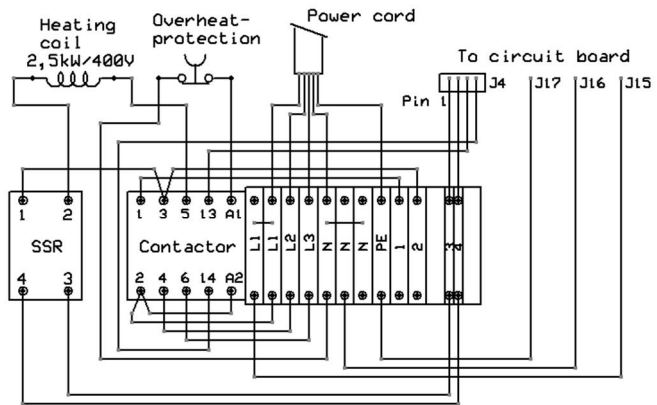 Power cord
Heating
coil
2,5kW/400V
Overheat-
protection
To circuit board
J4
J17
J16
J15
Pin 1
1 2
SSR
4 3
1 3 5 13 A1
Contactor
2 4 6 14 A2
L1 L1 L2 L3 N N N PE 1 2 3 4